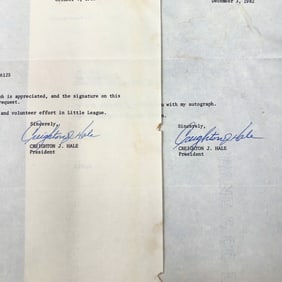 December 3, 1982
6125
h is appreciated, and the signature on this
request.
and volunteer effort in Little League.
Sincerely,
Creighton J. Hale
CREIGHTON J. HALE
President
with my autograph.
Sincerely,
Creighton J. Hale
CREIGHTON J. HALE
President